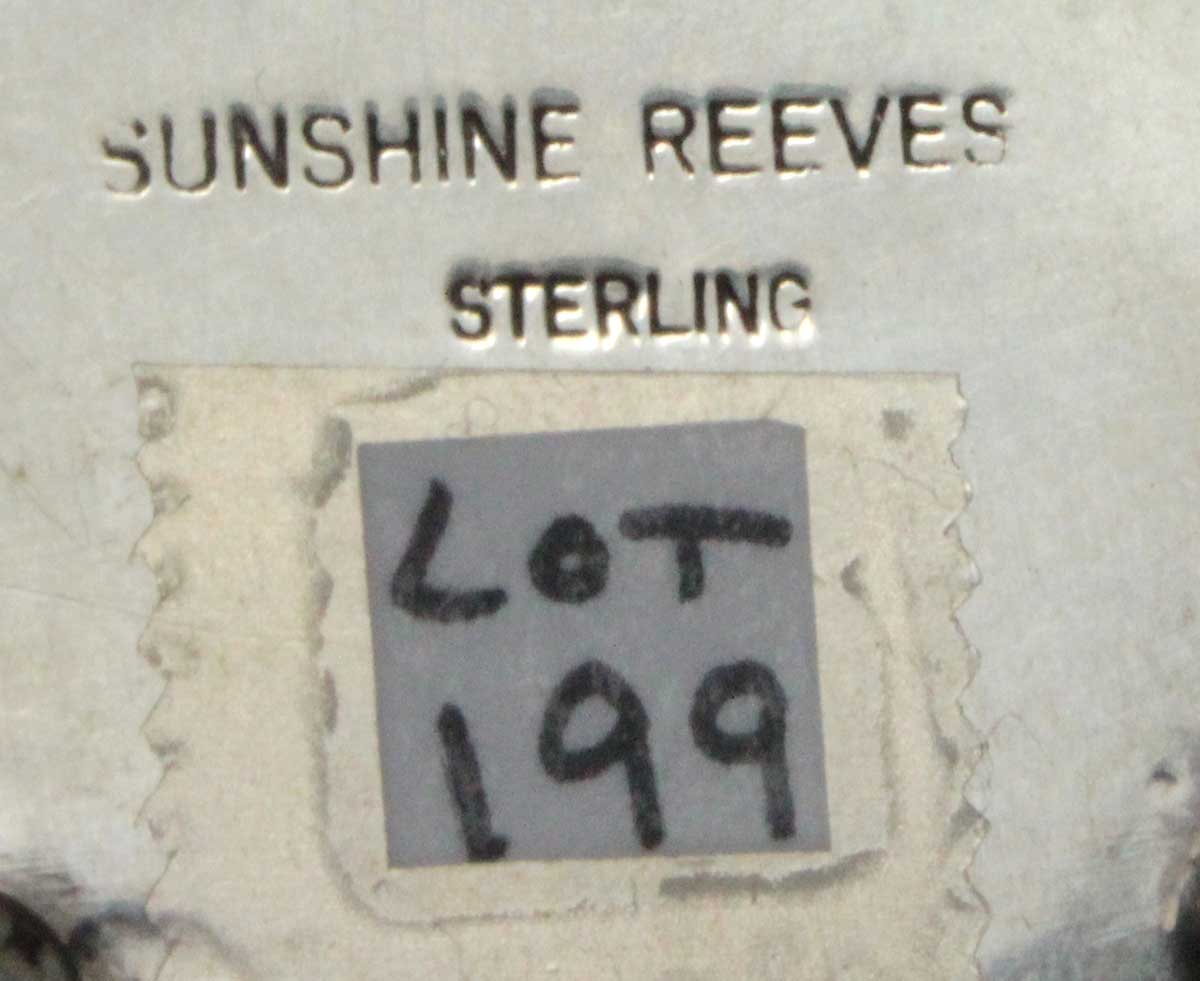 SUNSHINE REEVES
STERLING
LOT
199